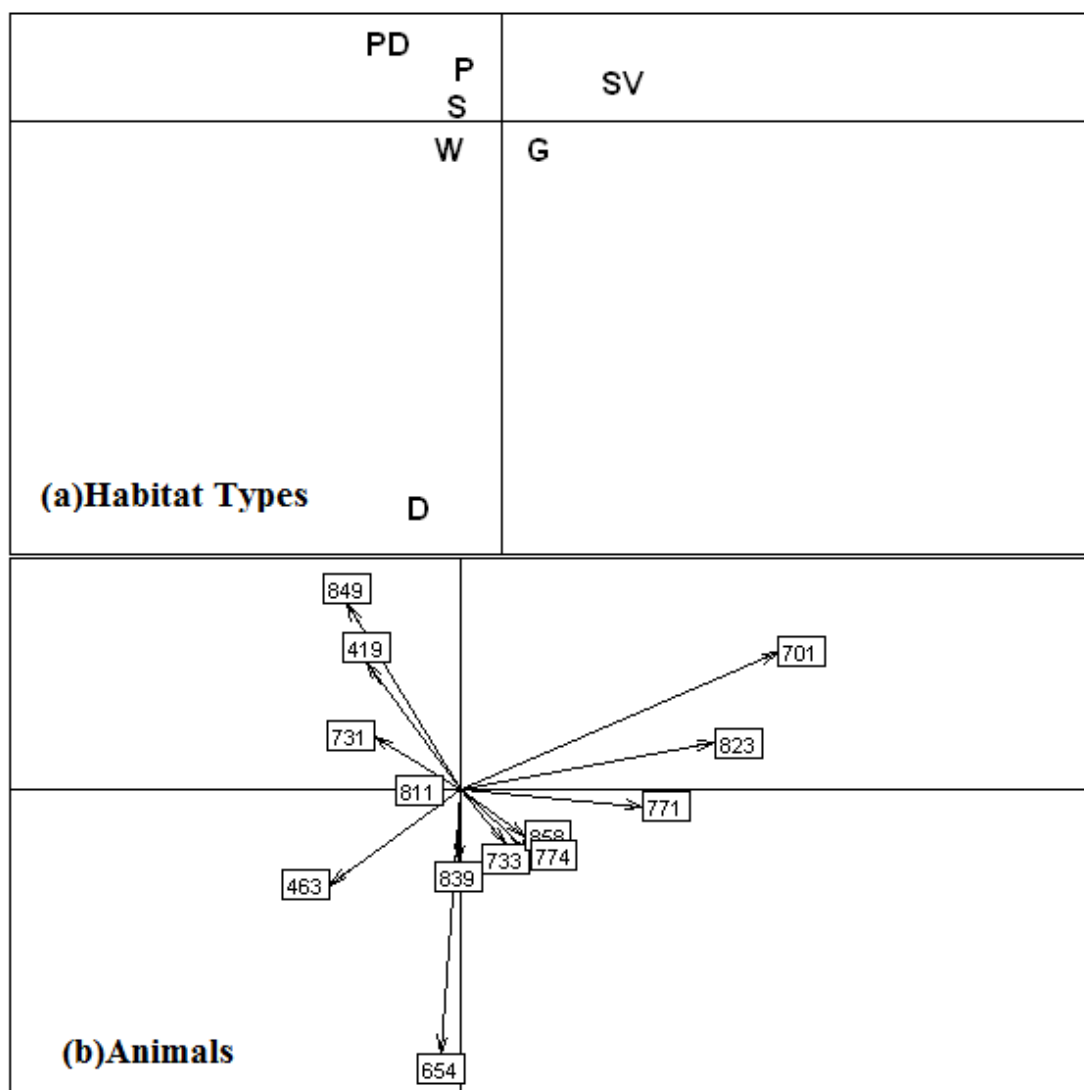 PD
P
SV
S
W G
D
(a)Habitat Types
849
419
701
731
823
811
771
858
733 774
839
463
654
(b)Animals